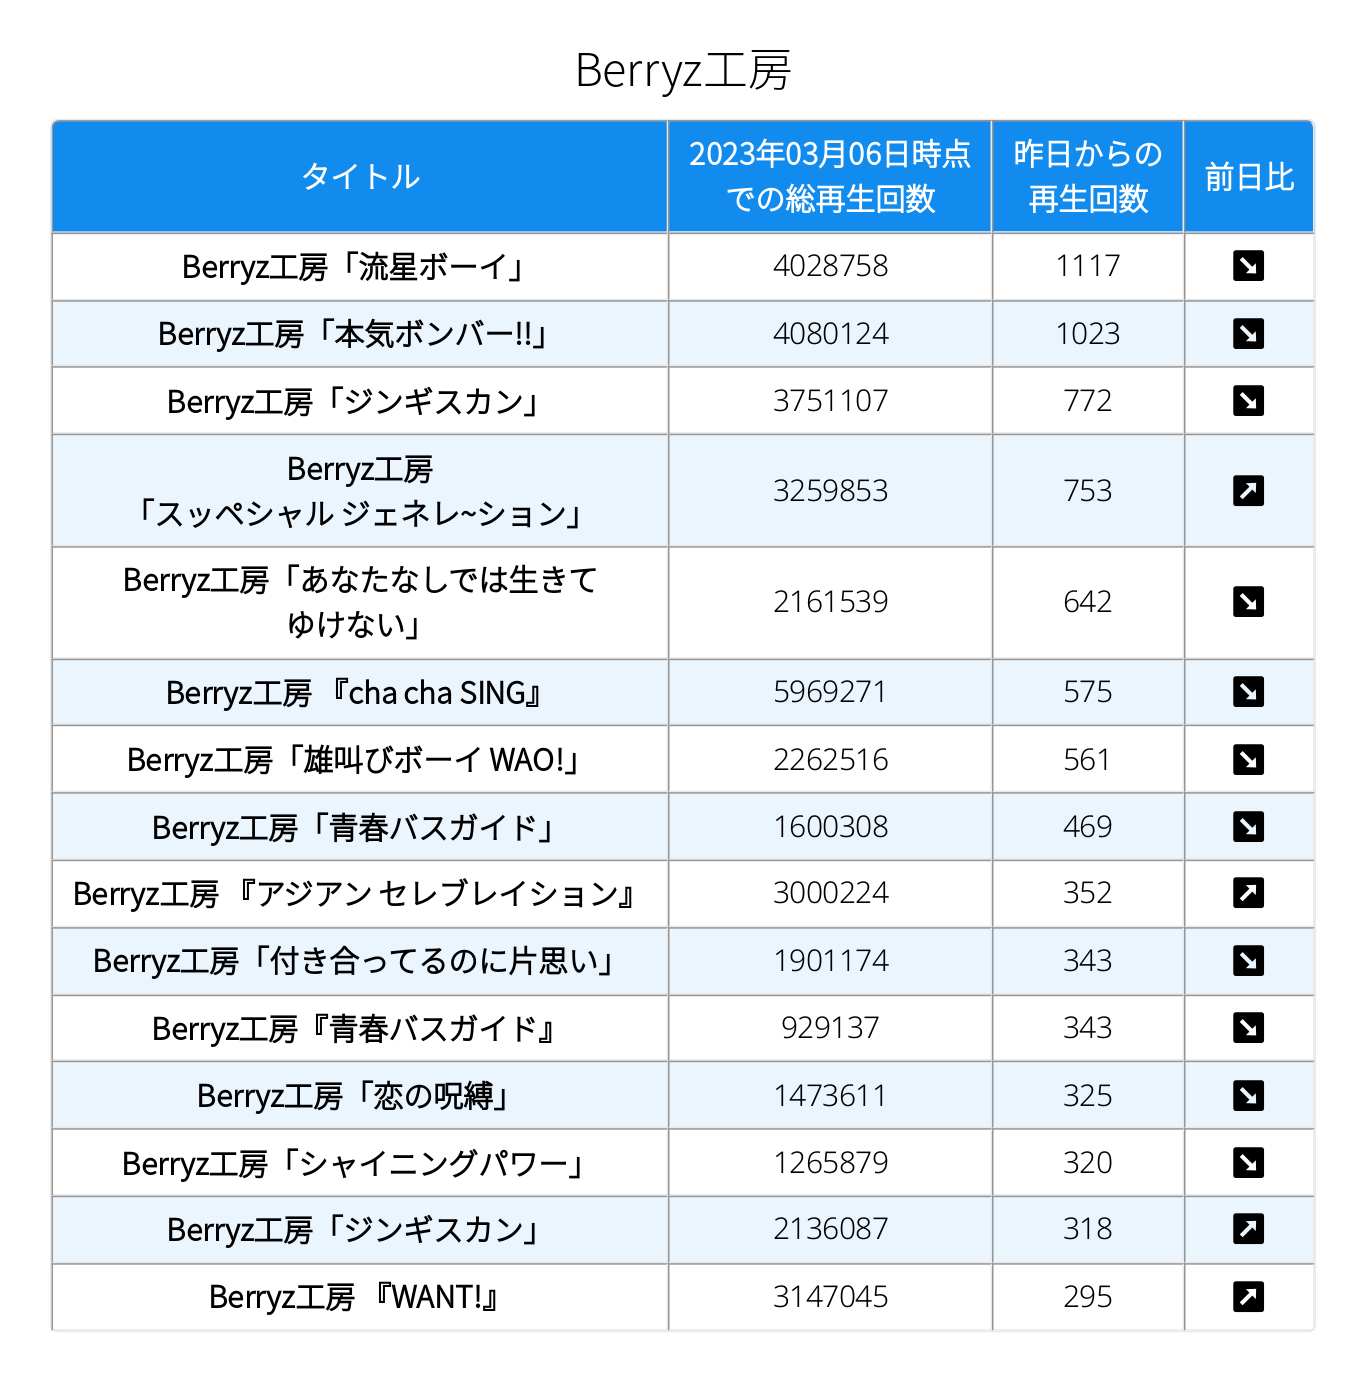 Berryz工房
タイトル
2023年03月06日時点
での総再生回数
昨日からの
再生回数
前日比
Berryz工房「流星ボーイ」 4028758 1117 ↘
Berryz工房「本気ボンバー!!」 4080124 1023 ↘
Berryz工房「ジンギスカン」 3751107 772 ↘
Berryz工房
「スッペシャル ジェネレ~ション」 3259853 753 ↗
Berryz工房「あなたなしでは生きて
ゆけない」 2161539 642 ↘
Berryz工房 『cha cha SING』 5969271 575 ↘
Berryz工房「雄叫びボーイ WAO!」 2262516 561 ↘
Berryz工房「青春バスガイド」 1600308 469 ↘
Berryz工房 『アジアン セレブレイション』 3000224 352 ↗
Berryz工房「付き合ってるのに片思い」 1901174 343 ↘
Berryz工房『青春バスガイド』 929137 343 ↘
Berryz工房「恋の呪縛」 1473611 325 ↘
Berryz工房「シャイニングパワー」 1265879 320 ↘
Berryz工房「ジンギスカン」 2136087 318 ↗
Berryz工房 『WANT!』 3147045 295 ↗